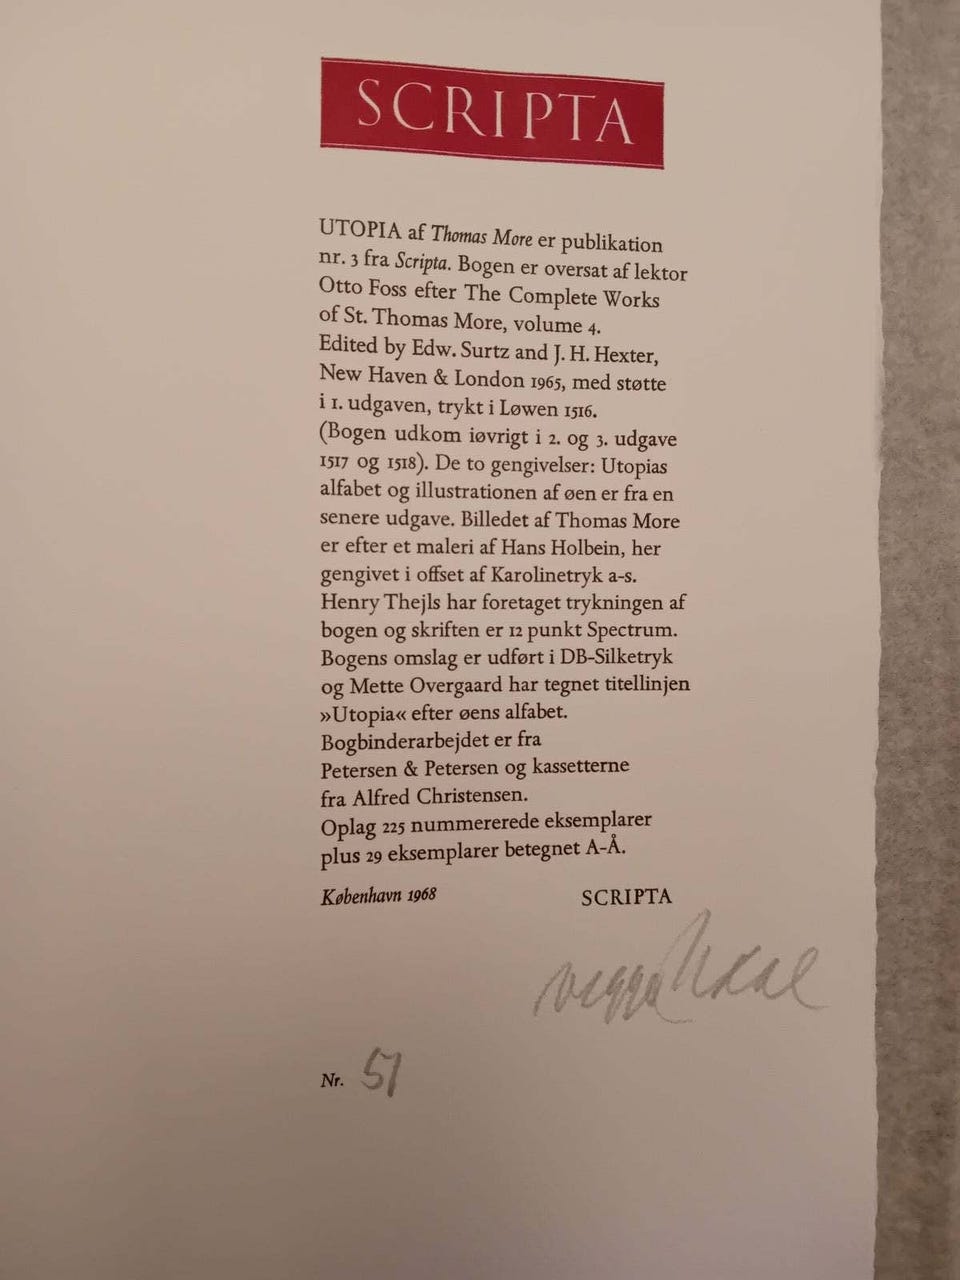 SCRIPTA
UTOPIA af Thomas More er publikation
nr. 3 fra Scripta. Bogen er oversat af lektor
Otto Foss efter The Complete Works
of St. Thomas More, volume 4.
Edited by Edw. Surtz and J. H. Hexter,
New Haven & London 1965, med støtte
i 1. udgaven, trykt i Løwen 1516.
(Bogen udkom iøvrigt i 2. og 3. udgave
1517 og 1518). De to gengivelser: Utopias
alfabet og illustrationen af øen er fra en
senere udgave. Billedet af Thomas More
er efter et maleri af Hans Holbein, her
gengivet i offset af Karolinetryk a-s.
Henry Thejls har foretaget trykningen af
bogen og skriften er 12 punkt Spectrum.
Bogens omslag er udført i DB-Silketryk
og Mette Overgaard har tegnet titellinjen
»Utopia« efter øens alfabet.
Bogbinderarbejdet er fra
Petersen & Petersen og kassetterne
fra Alfred Christensen.
Oplag 225 nummererede eksemplarer
plus 29 eksemplarer betegnet A-Å.
København 1968 SCRIPTA
Nr. 51